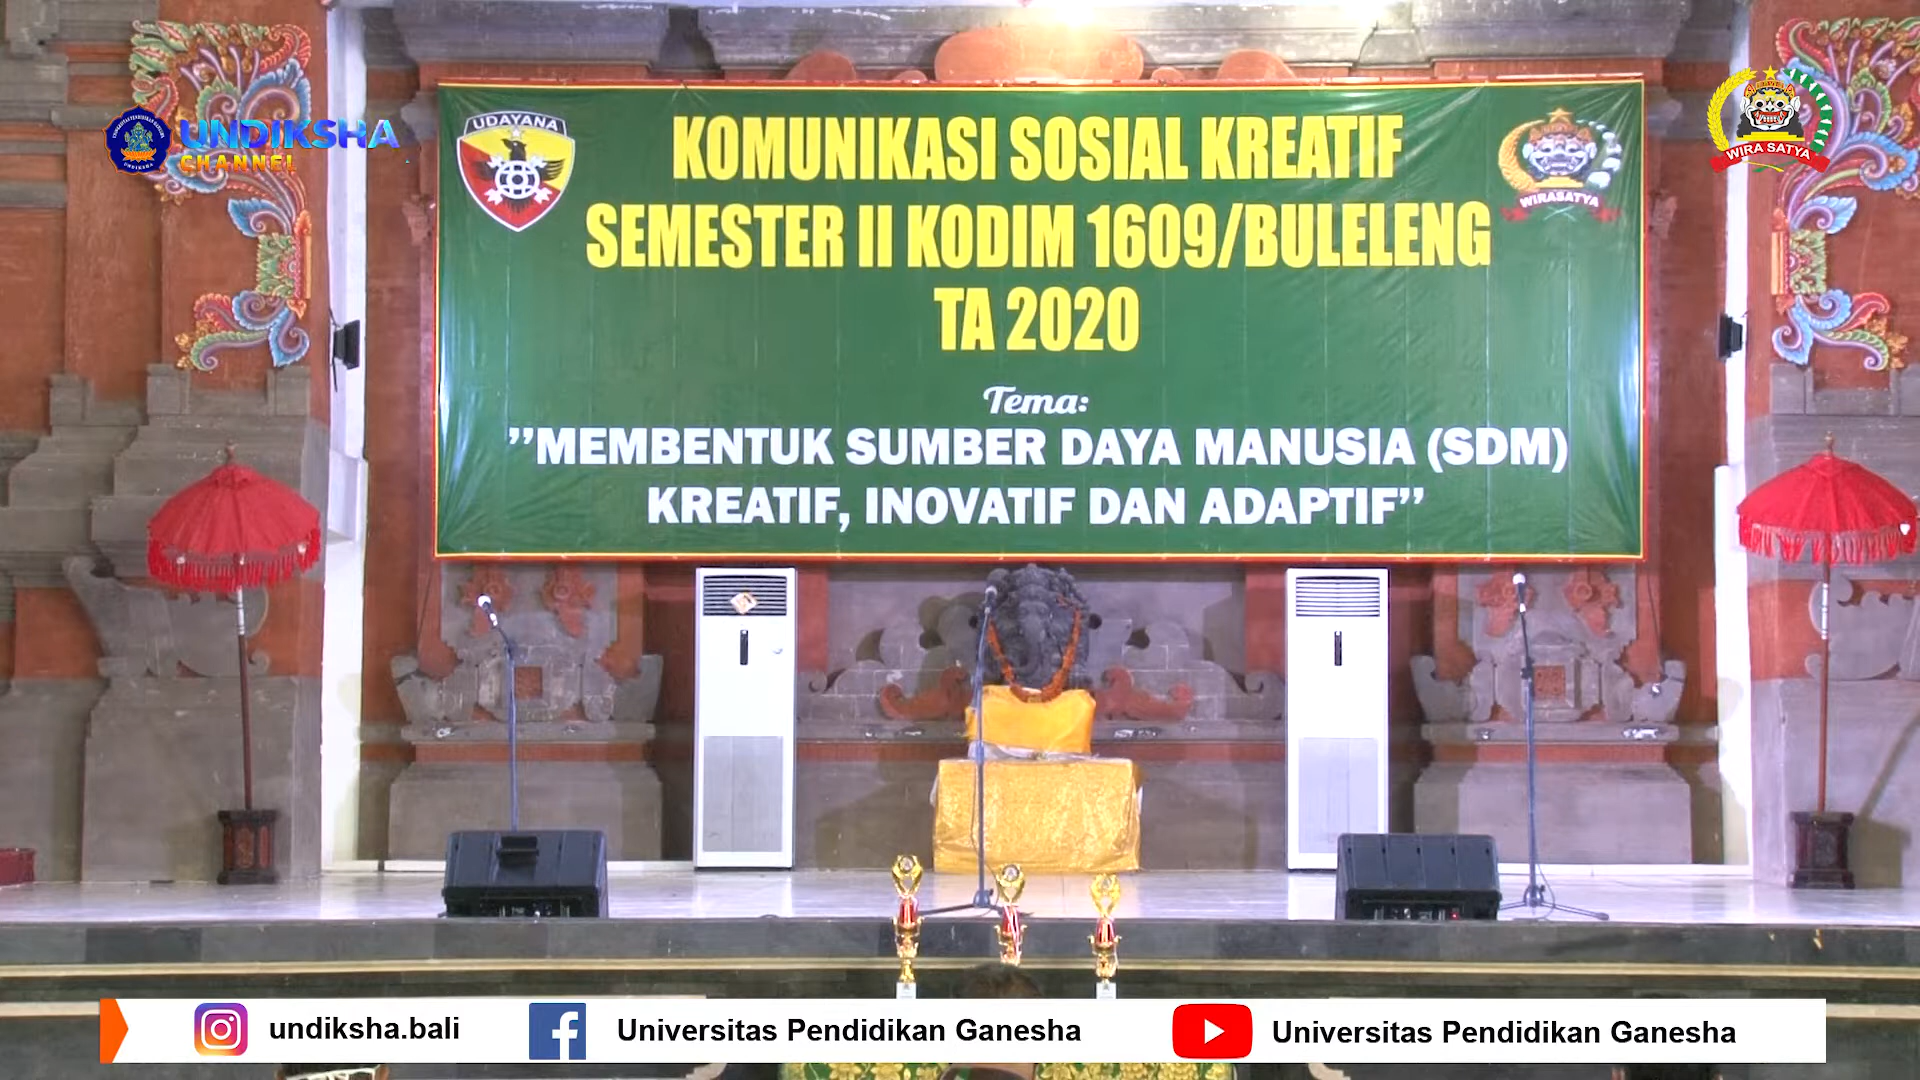 UNDIKSHA
CHANNEL
UDAYANA
KOMUNIKASI SOSIAL KREATIF
SEMESTER II KODIM 1609/BULELENG
TA 2020
WIRASATYA
WIRA SATYA
Tema:
’’MEMBENTUK SUMBER DAYA MANUSIA (SDM)
KREATIF, INOVATIF DAN ADAPTIF’’
undiksha.bali
Universitas Pendidikan Ganesha
Universitas Pendidikan Ganesha